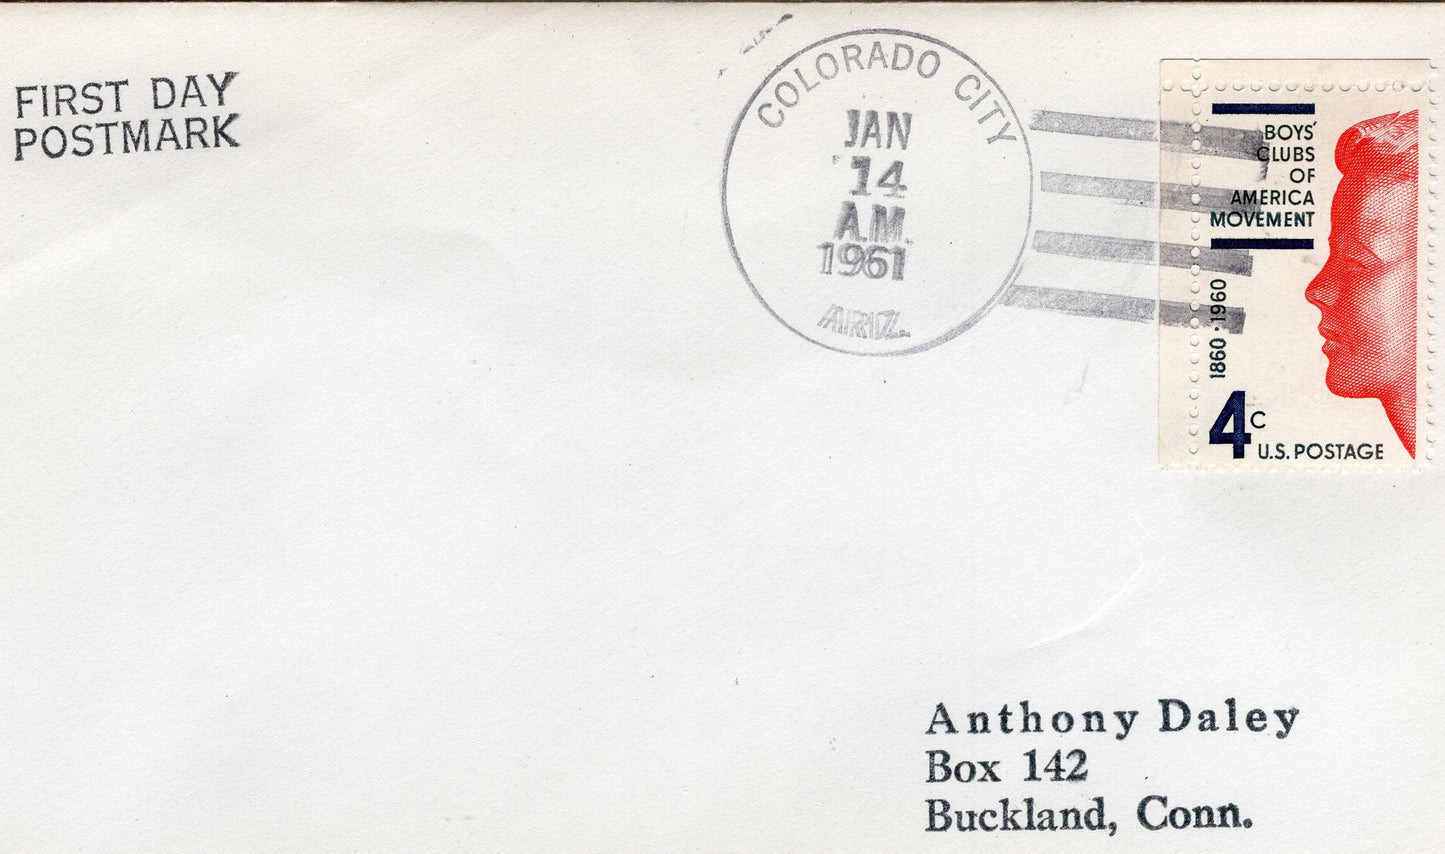 FIRST DAY
POSTMARK
COLORADO CITY
JAN
14
A.M.
1961
ARIZ.
BOYS'
CLUBS
OF
AMERICA
MOVEMENT
1860 · 1960
4c
U.S. POSTAGE
Anthony Daley
Box 142
Buckland, Conn.